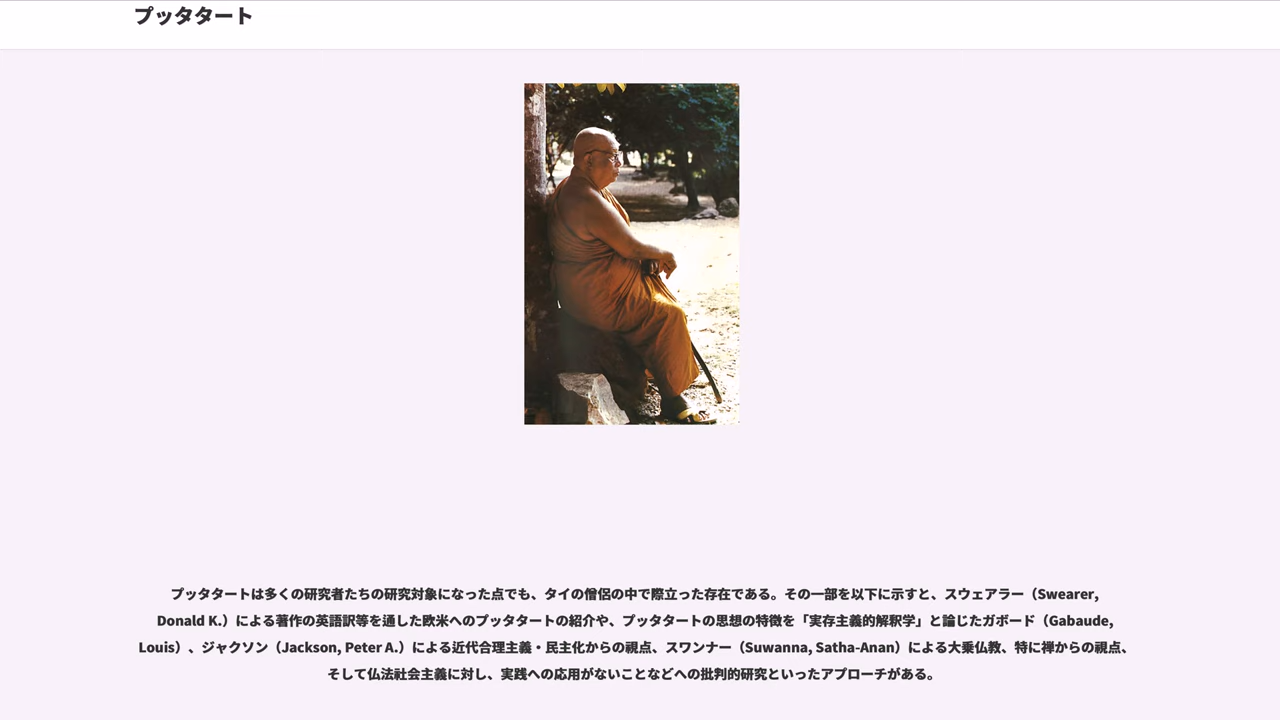 プッタタート
プッタタートは多くの研究者たちの研究対象になった点でも、タイの僧侶の中で際立った存在である。その一部を以下に示すと、スウェアラー（Swearer,
Donald K.）による著作の英語訳等を通した欧米へのプッタタートの紹介や、プッタタートの思想の特徴を「実存主義的解釈学」と論じたガボード（Gabaude,
Louis）、ジャクソン（Jackson, Peter A.）による近代合理主義・民主化からの視点、スワンナー（Suwanna, Satha-Anan）による大乗仏教、特に禅からの視点、
そして仏法社会主義に対し、実践への応用がないことなどへの批判的研究といったアプローチがある。